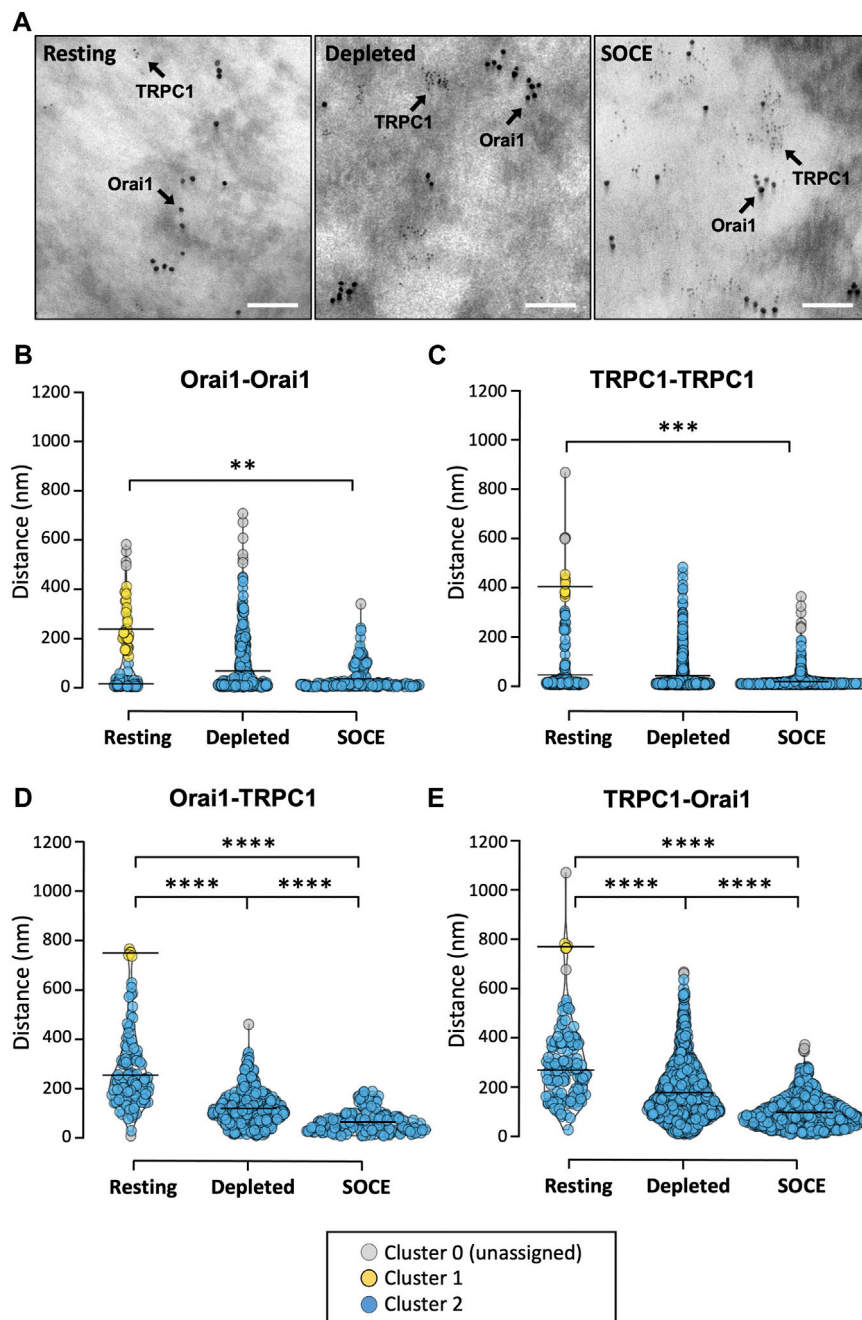 A
Resting
TRPC1
Orai1
Depleted
TRPC1
Orai1
SOCE
TRPC1
Orai1
B
Orai1-Orai1
Distance (nm)
1200
1000
800
600
400
200
0
**
Resting Depleted SOCE
C
TRPC1-TRPC1
Distance (nm)
1200
1000
800
600
400
200
0
***
Resting Depleted SOCE
D
Orai1-TRPC1
Distance (nm)
1200
1000
800
600
400
200
0
****
**** ****
Resting Depleted SOCE
E
TRPC1-Orai1
Distance (nm)
1200
1000
800
600
400
200
0
****
**** ****
Resting Depleted SOCE
Cluster 0 (unassigned)
Cluster 1
Cluster 2